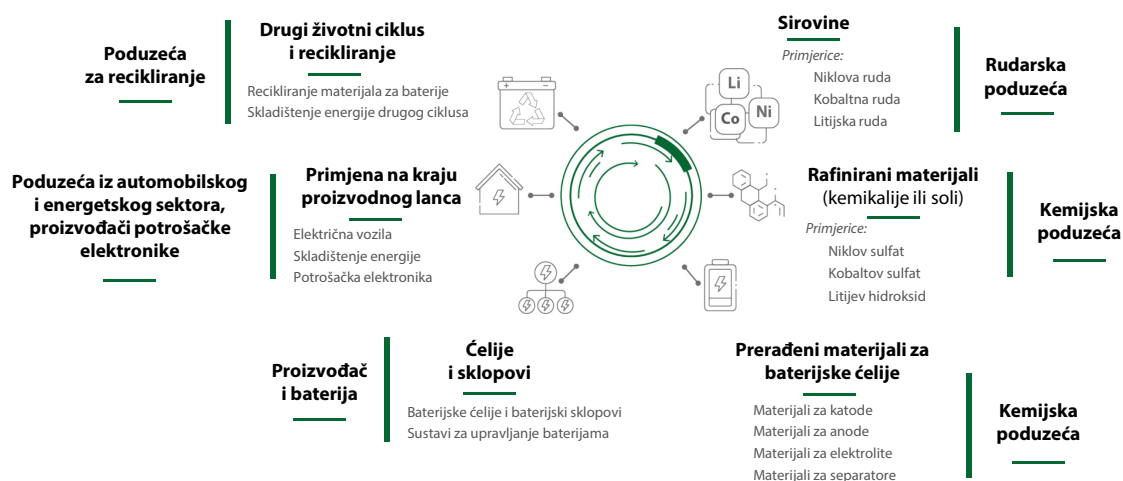 Poduzeća
za recikliranje
Drugi životni ciklus
i recikliranje
Recikliranje materijala za baterije
Skladištenje energije drugog ciklusa
Li
Co
Ni
Sirovine
Primjerice:
Niklova ruda
Kobaltna ruda
Litijska ruda
Rudarska
poduzeća
Poduzeća iz automobilskog
i energetskog sektora,
proizvođači potrošačke
elektronike
Primjena na kraju
proizvodnog lanca
Električna vozila
Skladištenje energije
Potrošačka elektronika
Rafinirani materijali
(kemikalije ili soli)
Primjerice:
Niklov sulfat
Kobaltov sulfat
Litijev hidroksid
Kemijska
poduzeća
Proizvođač
i baterija
Ćelije
i sklopovi
Baterijske ćelije i baterijski sklopovi
Sustavi za upravljanje baterijama
Prerađeni materijali za
baterijske ćelije
Materijali za katode
Materijali za anode
Materijali za elektrolite
Materijali za separatore
Kemijska
poduzeća